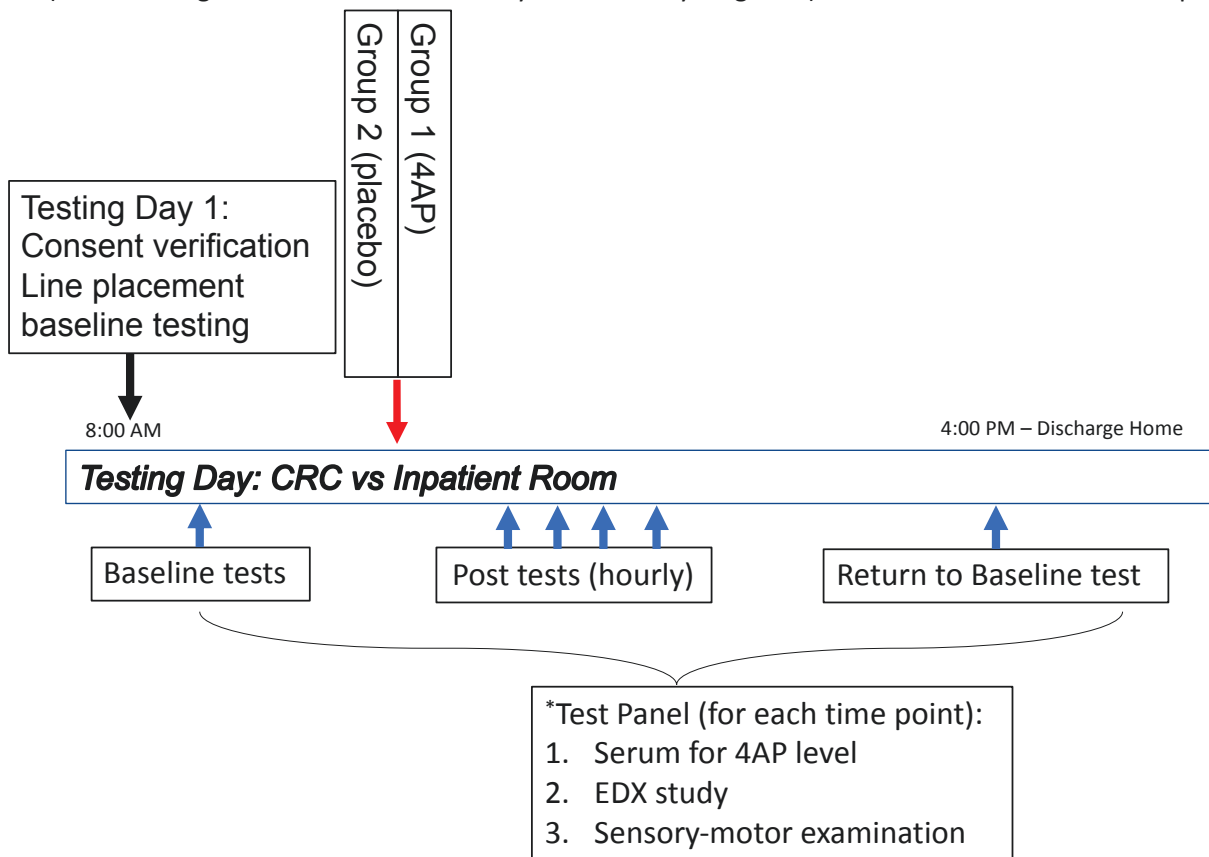 Group 1 (4AP)
Group 2 (placebo)
Testing Day 1:
Consent verification
Line placement
baseline testing
8:00 AM
4:00 PM – Discharge Home
Testing Day: CRC vs Inpatient Room
Baseline tests
Post tests (hourly)
Return to Baseline test
*Test Panel (for each time point):
1. Serum for 4AP level
2. EDX study
3. Sensory-motor examination